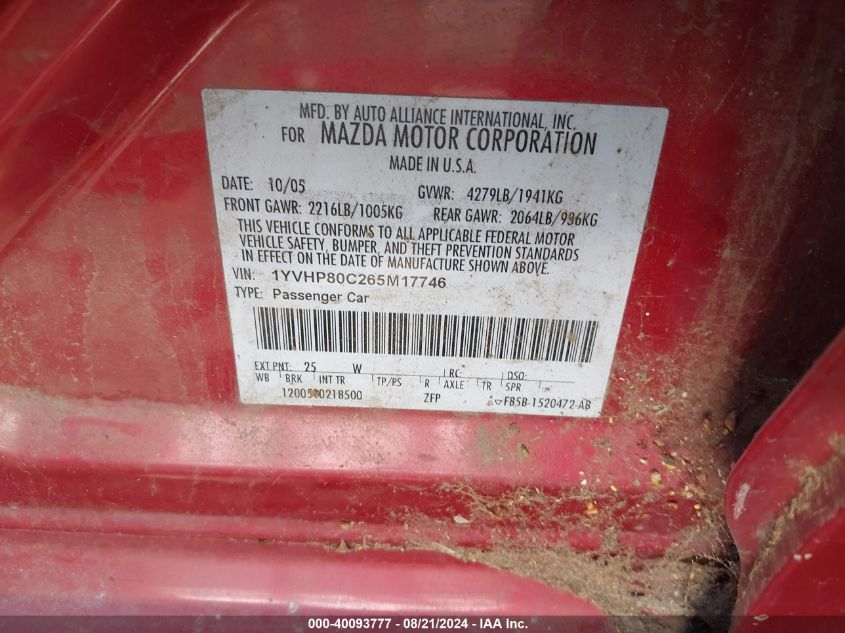 MFD. BY AUTO ALLIANCE INTERNATIONAL, INC.
FOR MAZDA MOTOR CORPORATION
MADE IN U.S.A.
DATE: 10/05 GVWR: 4279LB/1941KG
FRONT GAWR: 2216LB/1005KG REAR GAWR: 2064LB/936KG
THIS VEHICLE CONFORMS TO ALL APPLICABLE FEDERAL MOTOR
VEHICLE SAFETY, BUMPER, AND THEFT PREVENTION STANDARDS
IN EFFECT ON THE DATE OF MANUFACTURE SHOWN ABOVE.
VIN: 1YVHP80C265M17746
TYPE: Passenger Car
EXT PNT: 25 W RC: DSO:
WB BRK INT TR TP/PS R AXLE TR SPR
ZFP F85B-1520472-AB
000-40093777 - 08/21/2024 - IAA Inc.